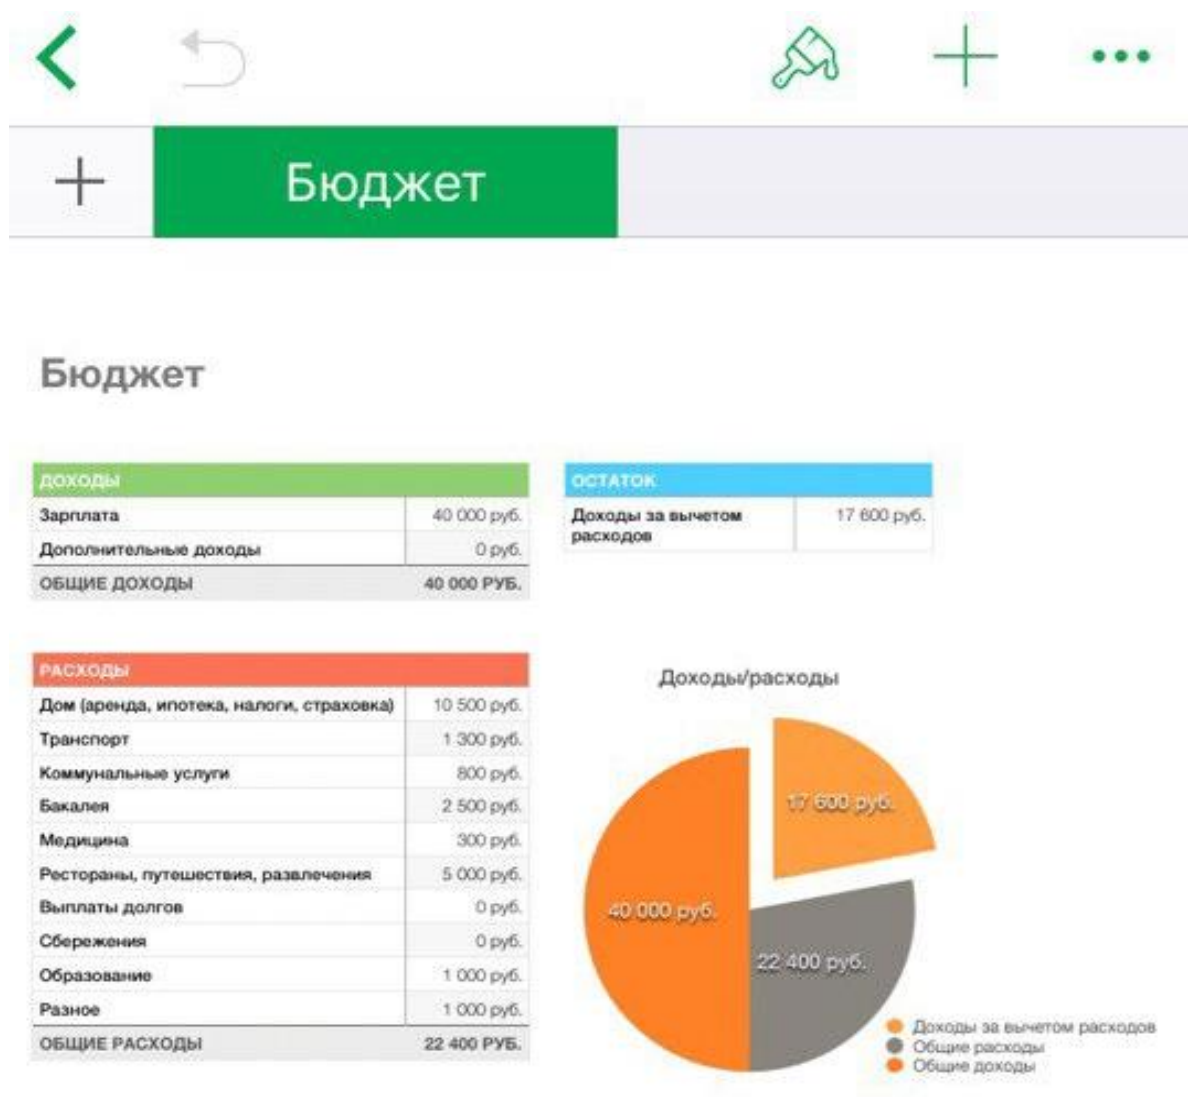 Бюджет
Бюджет
ДОХОДЫ
Зарплата 40 000 руб.
Дополнительные доходы 0 руб.
ОБЩИЕ ДОХОДЫ 40 000 РУБ.
ОСТАТОК
Доходы за вычетом 17 600 руб.
расходов
РАСХОДЫ
Дом (аренда, ипотека, налоги, страховка) 10 500 руб.
Транспорт 1 300 руб.
Коммунальные услуги 800 руб.
Бакалея 2 500 руб.
Медицина 300 руб.
Рестораны, путешествия, развлечения 5 000 руб.
Выплаты долгов 0 руб.
Сбережения 0 руб.
Образование 1 000 руб.
Разное 1 000 руб.
ОБЩИЕ РАСХОДЫ 22 400 РУБ.
Доходы/расходы
17 600 руб.
40 000 руб.
22 400 руб.
Доходы за вычетом расходов
Общие расходы
Общие доходы